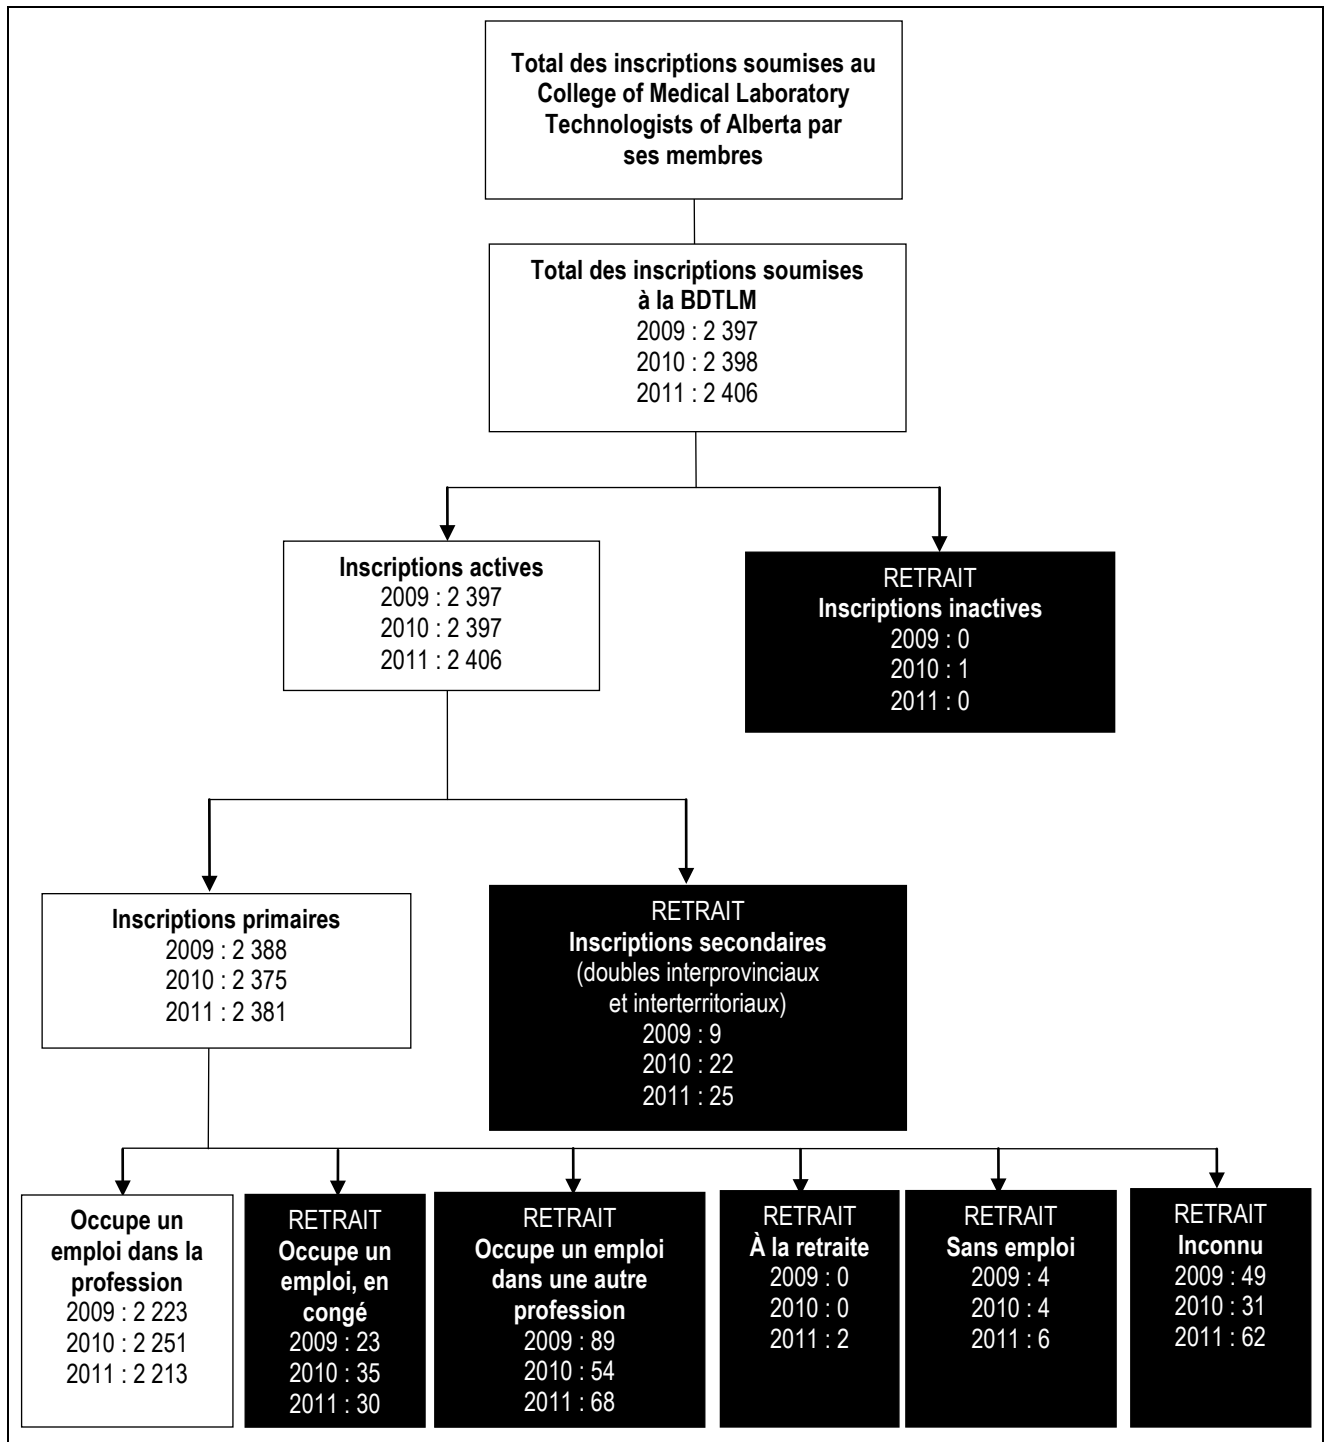 Total des inscriptions soumises au
College of Medical Laboratory
Technologists of Alberta par
ses membres
Total des inscriptions soumises
à la BDTLM
2009 : 2 397
2010 : 2 398
2011 : 2 406
Inscriptions actives
2009 : 2 397
2010 : 2 397
2011 : 2 406
RETRAIT
Inscriptions inactives
2009 : 0
2010 : 1
2011 : 0
Inscriptions primaires
2009 : 2 388
2010 : 2 375
2011 : 2 381
RETRAIT
Inscriptions secondaires
(doubles interprovinciaux
et interterritoriaux)
2009 : 9
2010 : 22
2011 : 25
Occupe un
emploi dans la
profession
2009 : 2 223
2010 : 2 251
2011 : 2 213
RETRAIT
Occupe un
emploi, en
congé
2009 : 23
2010 : 35
2011 : 30
RETRAIT
Occupe un emploi
dans une autre
profession
2009 : 89
2010 : 54
2011 : 68
RETRAIT
À la retraite
2009 : 0
2010 : 0
2011 : 2
RETRAIT
Sans emploi
2009 : 4
2010 : 4
2011 : 6
RETRAIT
Inconnu
2009 : 49
2010 : 31
2011 : 62